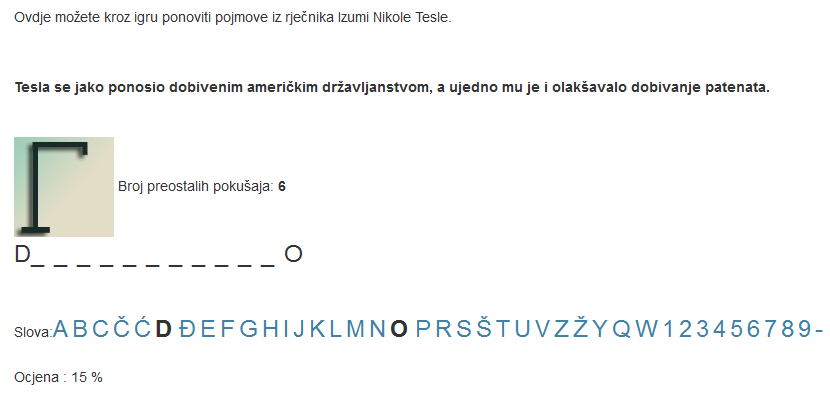 Ovdje možete kroz igru ponoviti pojmove iz rječnika Izumi Nikole Tesle.
Tesla se jako ponosio dobivenim američkim državljanstvom, a ujedno mu je i olakšavalo dobivanje patenata.
Broj preostalih pokušaja: 6
D_ _ _ _ _ _ _ _ _ _ _ O
Slova:A B C Č Ć D Đ E F G H I J K L M N O P R S Š T U V Z Ž Y Q W 1 2 3 4 5 6 7 8 9 -
Ocjena : 15 %